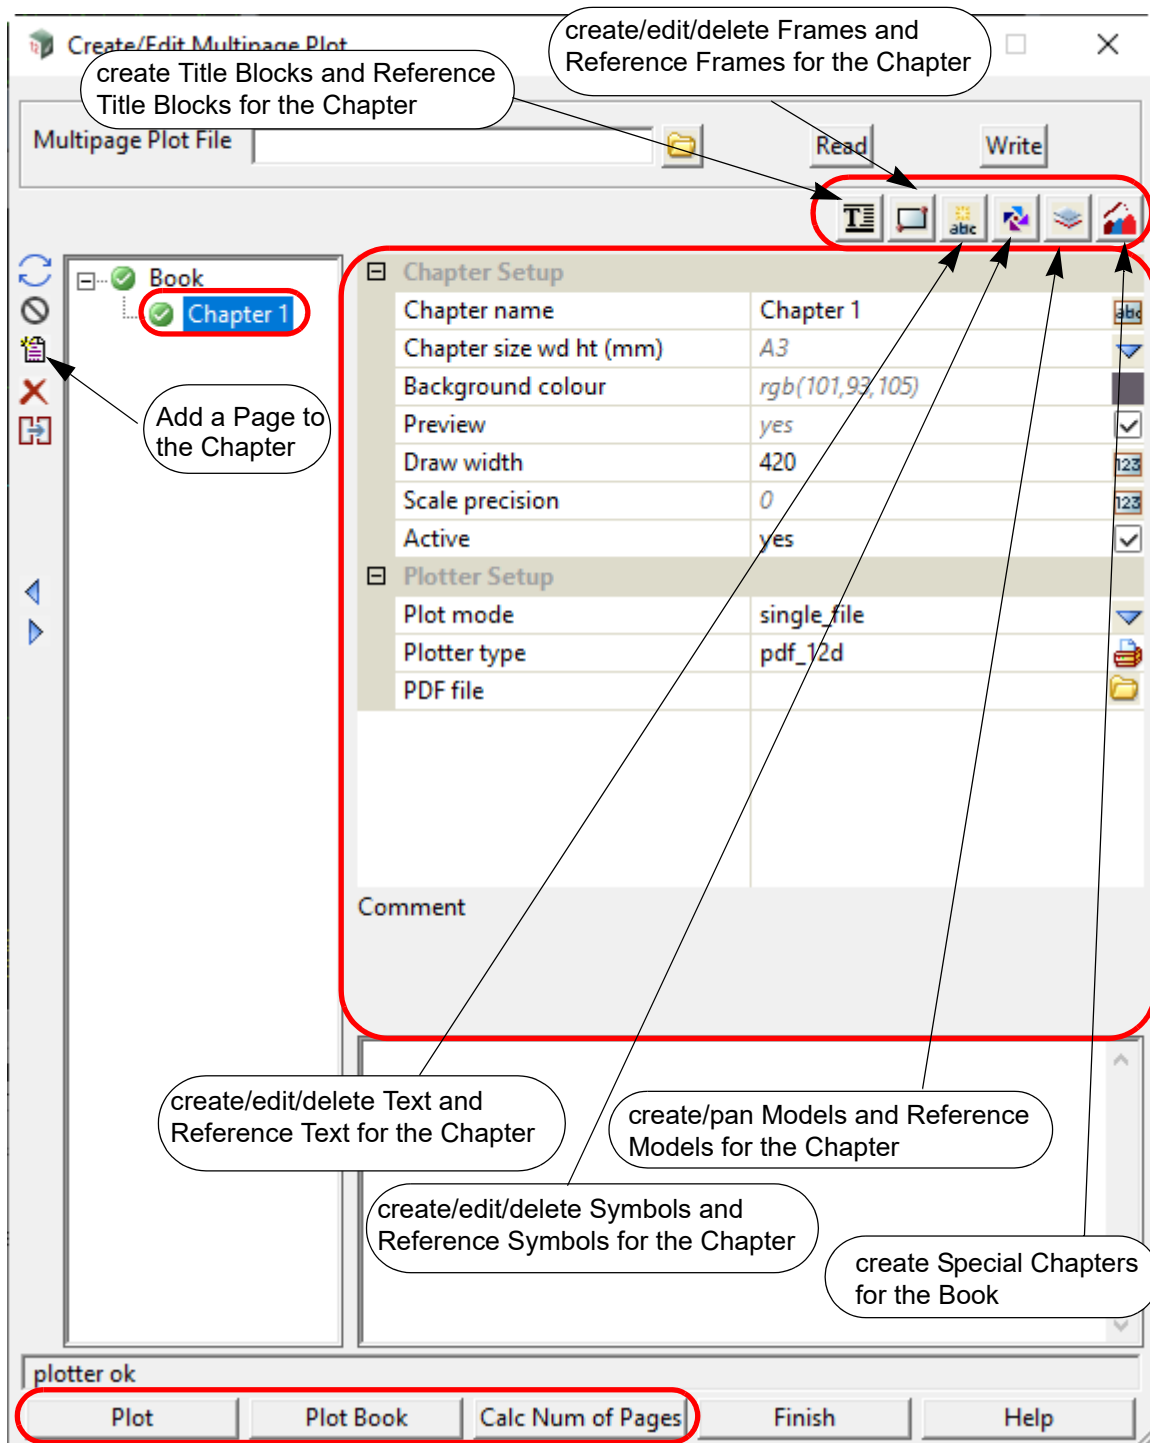 Create/Edit Multipage Plot
create/edit/delete Frames and
Reference Frames for the Chapter
create Title Blocks and Reference
Title Blocks for the Chapter
Multipage Plot File
Read
Write
T
abc
Book
Chapter 1
Add a Page to
the Chapter
Chapter Setup
Chapter name Chapter 1 abc
Chapter size wd ht (mm) A3
Background colour rgb(101,93,105)
Preview yes
Draw width 420 123
Scale precision 0 123
Active yes
Plotter Setup
Plot mode single_file
Plotter type pdf_12d
PDF file
Comment
create/edit/delete Text and
Reference Text for the Chapter
create/pan Models and Reference
Models for the Chapter
create/edit/delete Symbols and
Reference Symbols for the Chapter
create Special Chapters
for the Book
plotter ok
Plot
Plot Book
Calc Num of Pages
Finish
Help